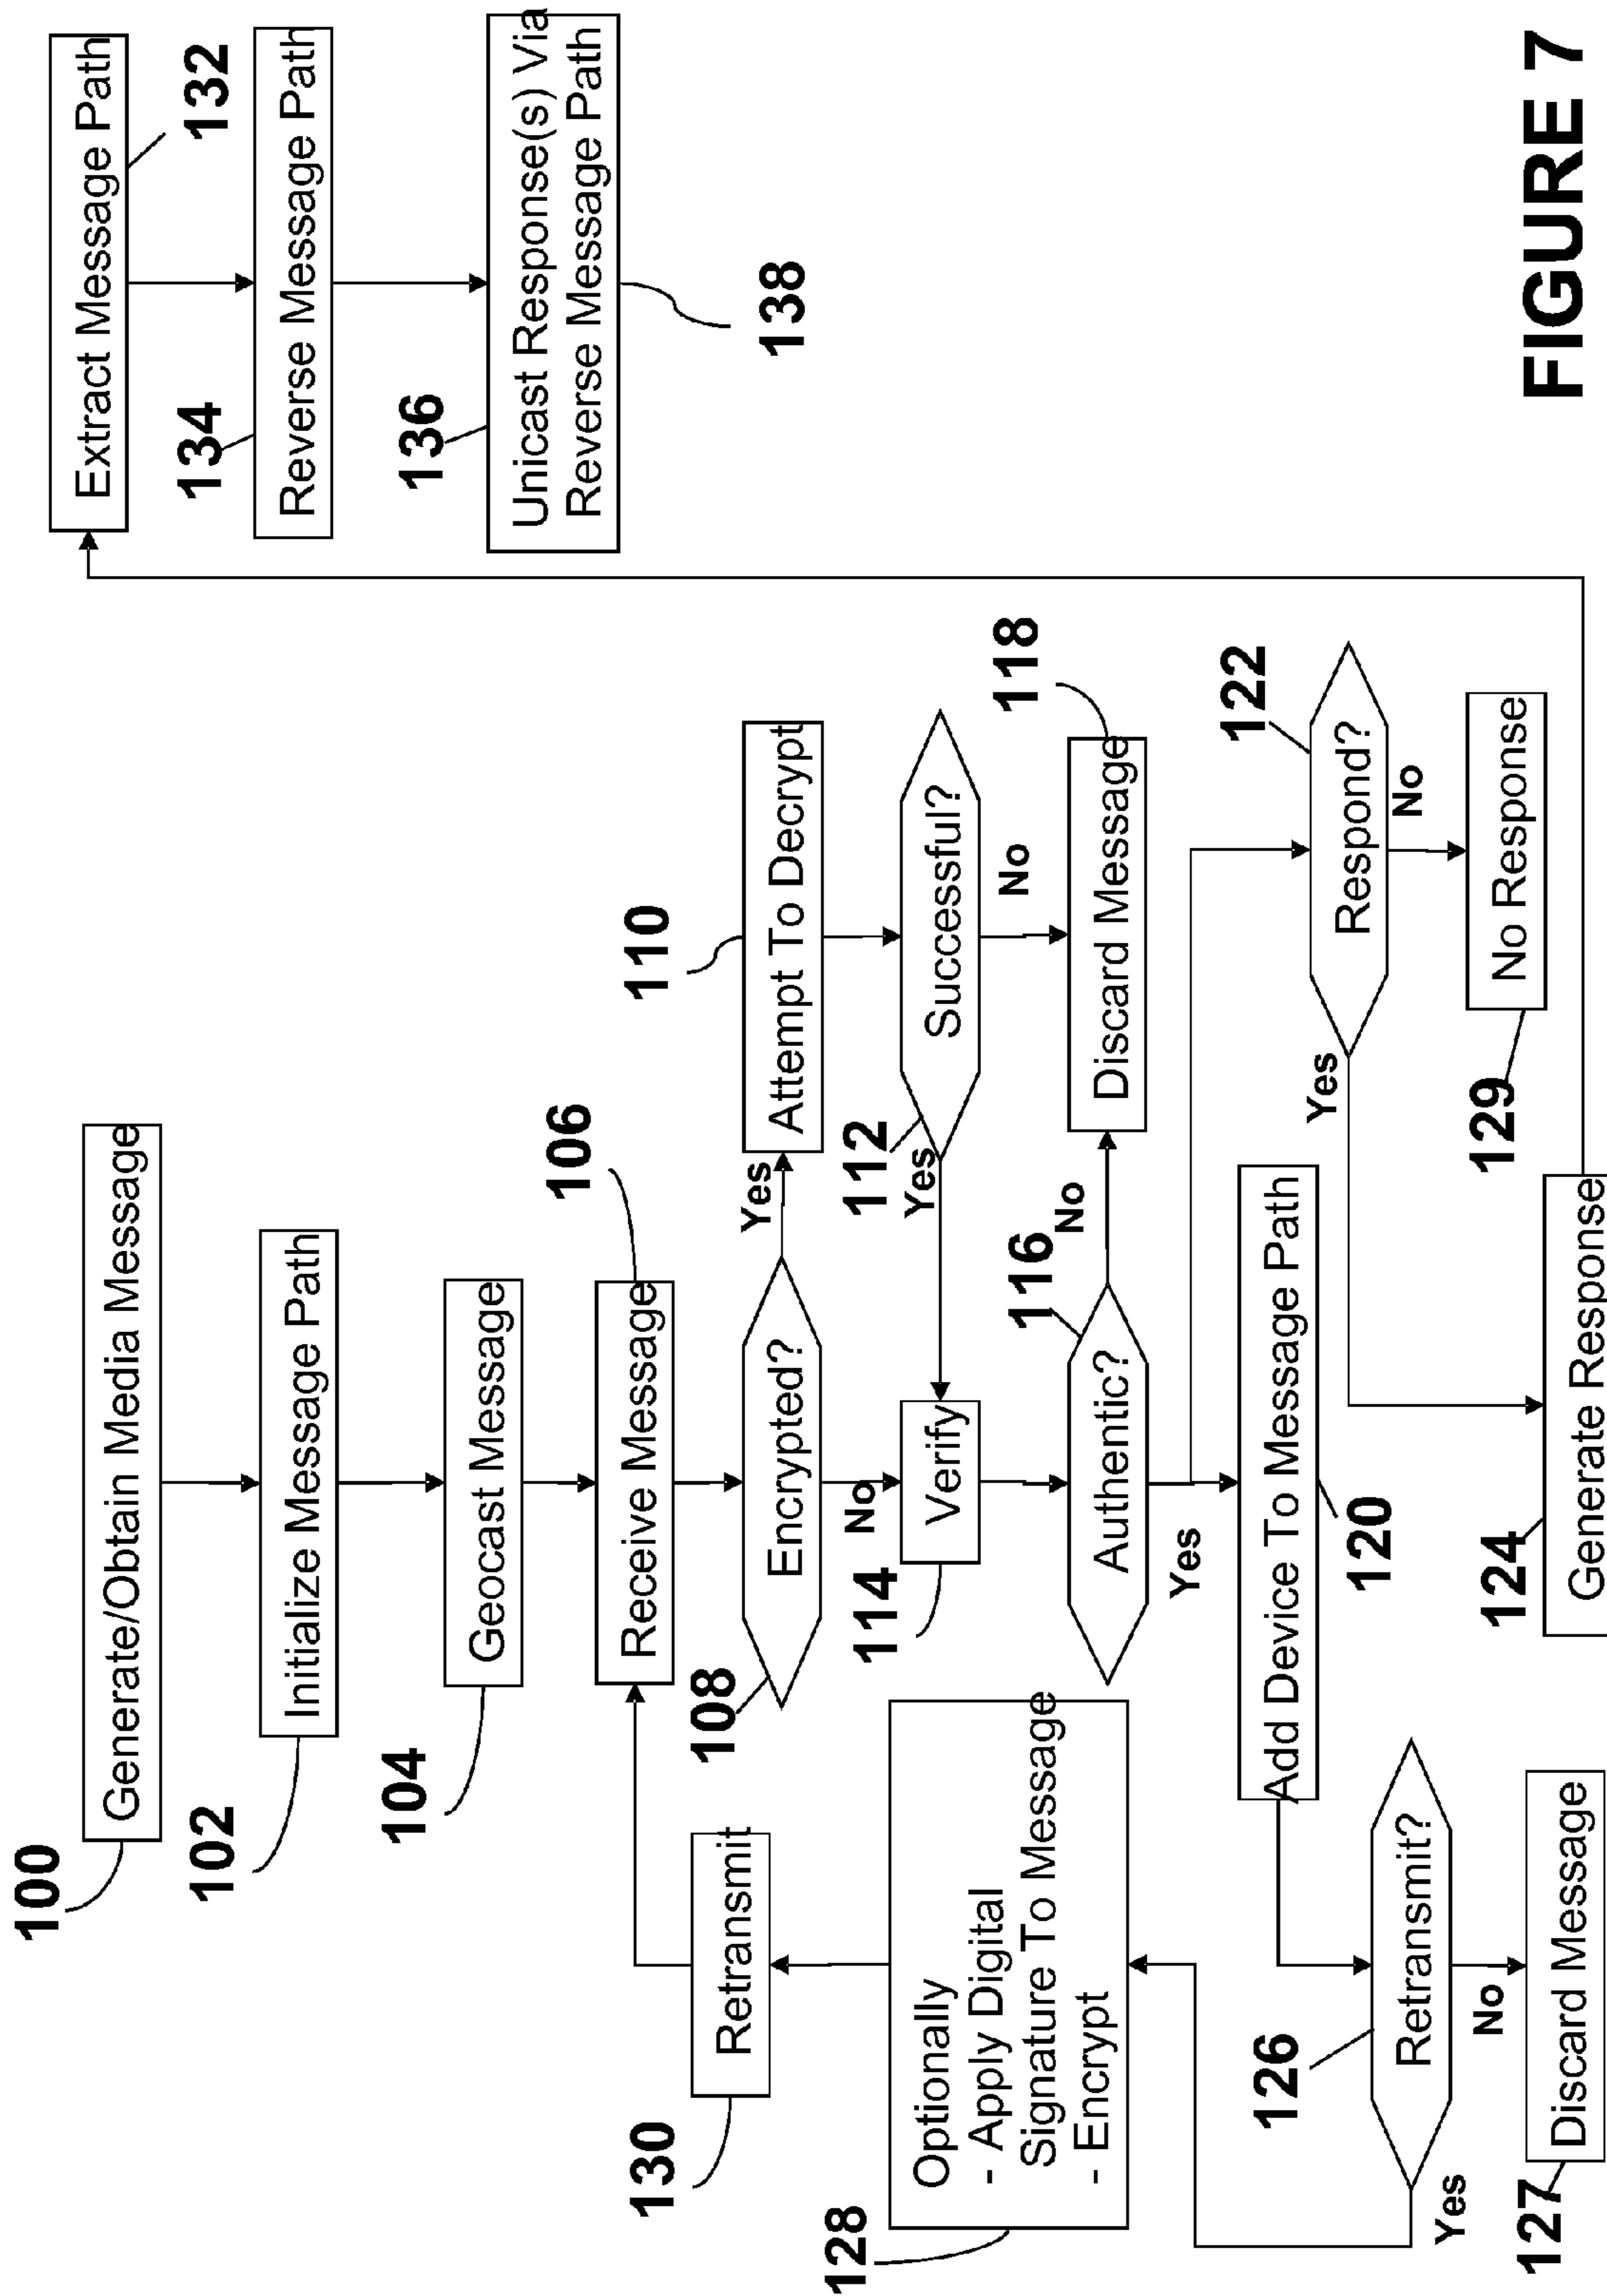 100
Generate/Obtain Media Message
102
Initialize Message Path
104
Geocast Message
130
Retransmit
Receive Message
106
108
Encrypted?
Yes
No
Attempt To Decrypt
110
128
Optionally
- Apply Digital
Signature To Message
- Encrypt
114
Verify
Yes
112
Successful?
No
Authentic?
116
No
Yes
Discard Message
118
Add Device To Message Path
120
126
Retransmit?
Yes
No
127
Discard Message
Respond?
122
Yes
No
129
No Response
124
Generate Response
Extract Message Path
132
134
Reverse Message Path
136
Unicast Response(s) Via
Reverse Message Path
138
FIGURE 7